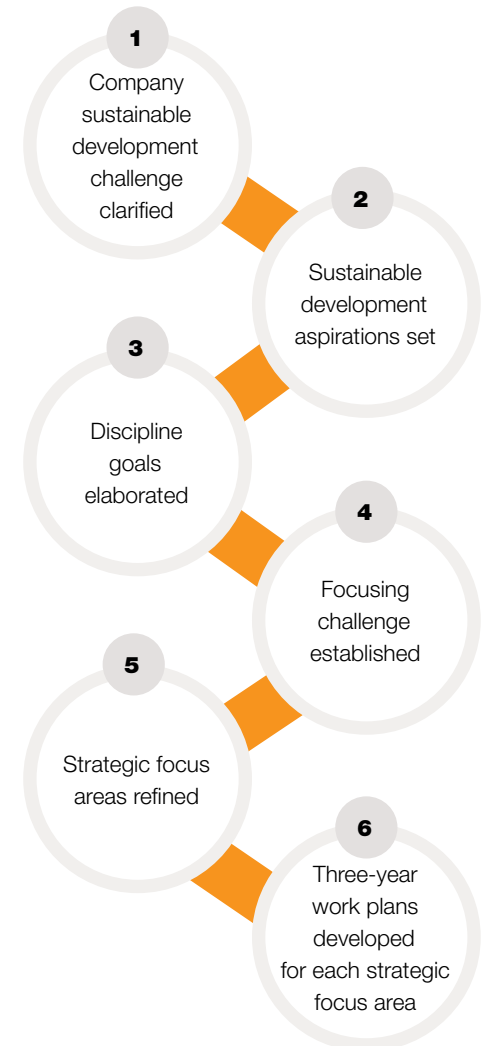 1
Company
sustainable
development
challenge
clarified
2
Sustainable
development
aspirations set
3
Discipline
goals
elaborated
4
Focusing
challenge
established
5
Strategic focus
areas refined
6
Three-year
work plans
developed
for each strategic
focus area